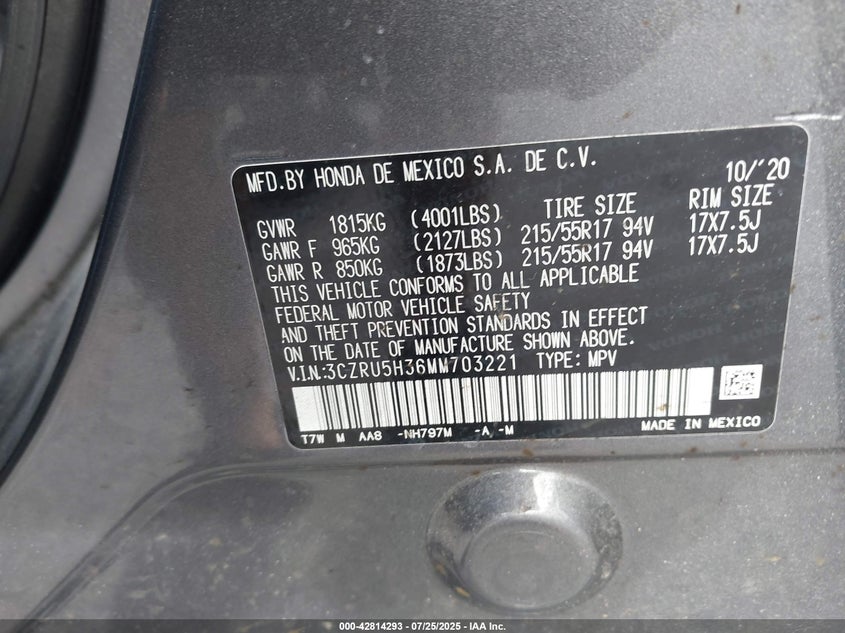 MFD.BY HONDA DE MEXICO S.A. DE C.V. 10/'20
TIRE SIZE RIM SIZE
GVWR 1815KG (4001LBS)
GAWR F 965KG (2127LBS) 215/55R17 94V 17X7.5J
GAWR R 850KG (1873LBS) 215/55R17 94V 17X7.5J
THIS VEHICLE CONFORMS TO ALL APPLICABLE
FEDERAL MOTOR VEHICLE SAFETY
AND THEFT PREVENTION STANDARDS IN EFFECT
ON THE DATE OF MANUFACTURE SHOWN ABOVE.
V.I.N.:3CZRU5H36MM703221 TYPE: MPV
T7W M AA8 -NH797M -A -M MADE IN MEXICO
000-42814293 - 07/25/2025 - IAA Inc.